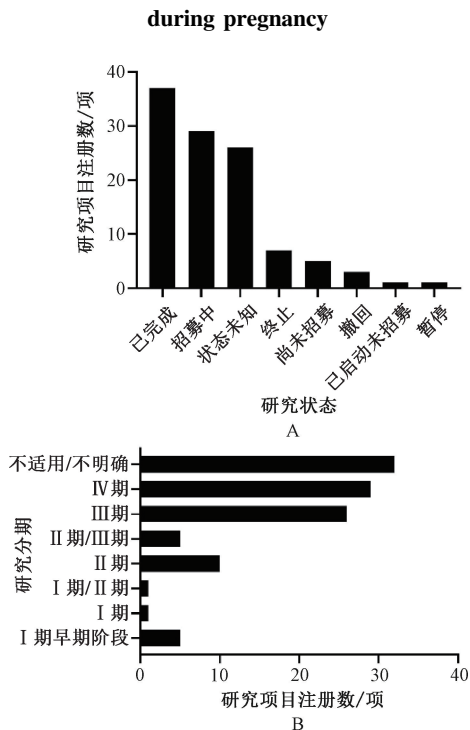 during pregnancy
研究项目注册数/项
40
30
20
10
0
已完成
招募中
状态未知
终止
尚未招募
撤回
已启动未招募
暂停
研究状态
A
研究分期
不适用/不明确
Ⅳ期
Ⅲ期
Ⅱ期/Ⅲ期
Ⅱ期
Ⅰ期/Ⅱ期
Ⅰ期
Ⅰ期早期阶段
0 10 20 30 40
研究项目注册数/项
B